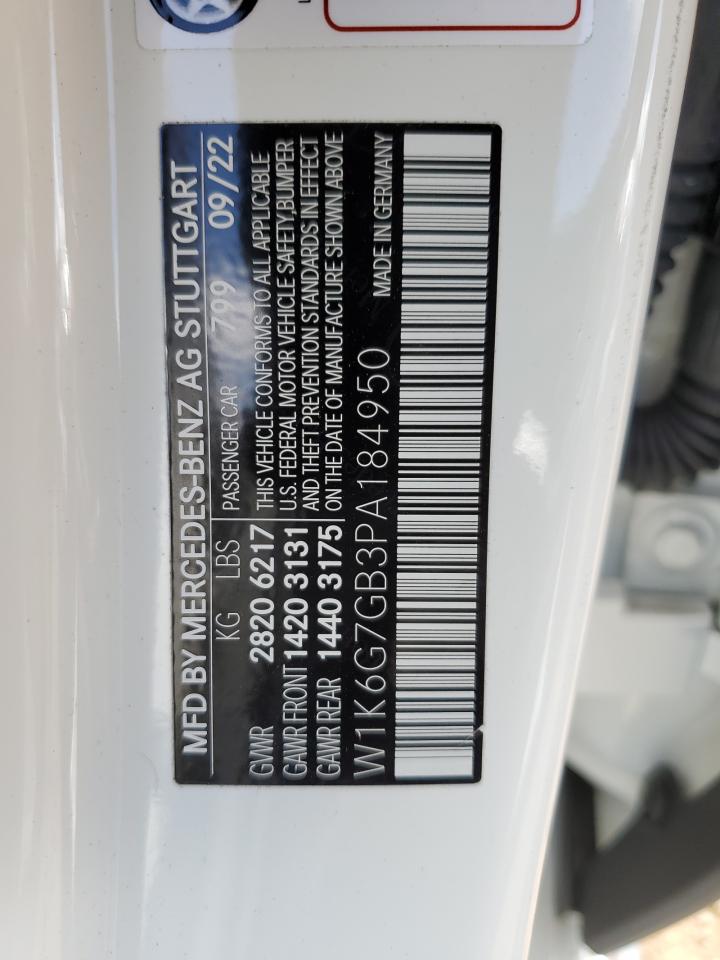 MFD BY MERCEDES-BENZ AG STUTTGART
KG LBS PASSENGER CAR 799 09/22
GVWR 2820 6217 THIS VEHICLE CONFORMS TO ALL APPLICABLE
GAWR FRONT 1420 3131 U.S. FEDERAL MOTOR VEHICLE SAFETY,BUMPER
GAWR REAR 1440 3175 AND THEFT PREVENTION STANDARDS IN EFFECT
ON THE DATE OF MANUFACTURE SHOWN ABOVE
W1K6G7GB3PA184950 MADE IN GERMANY